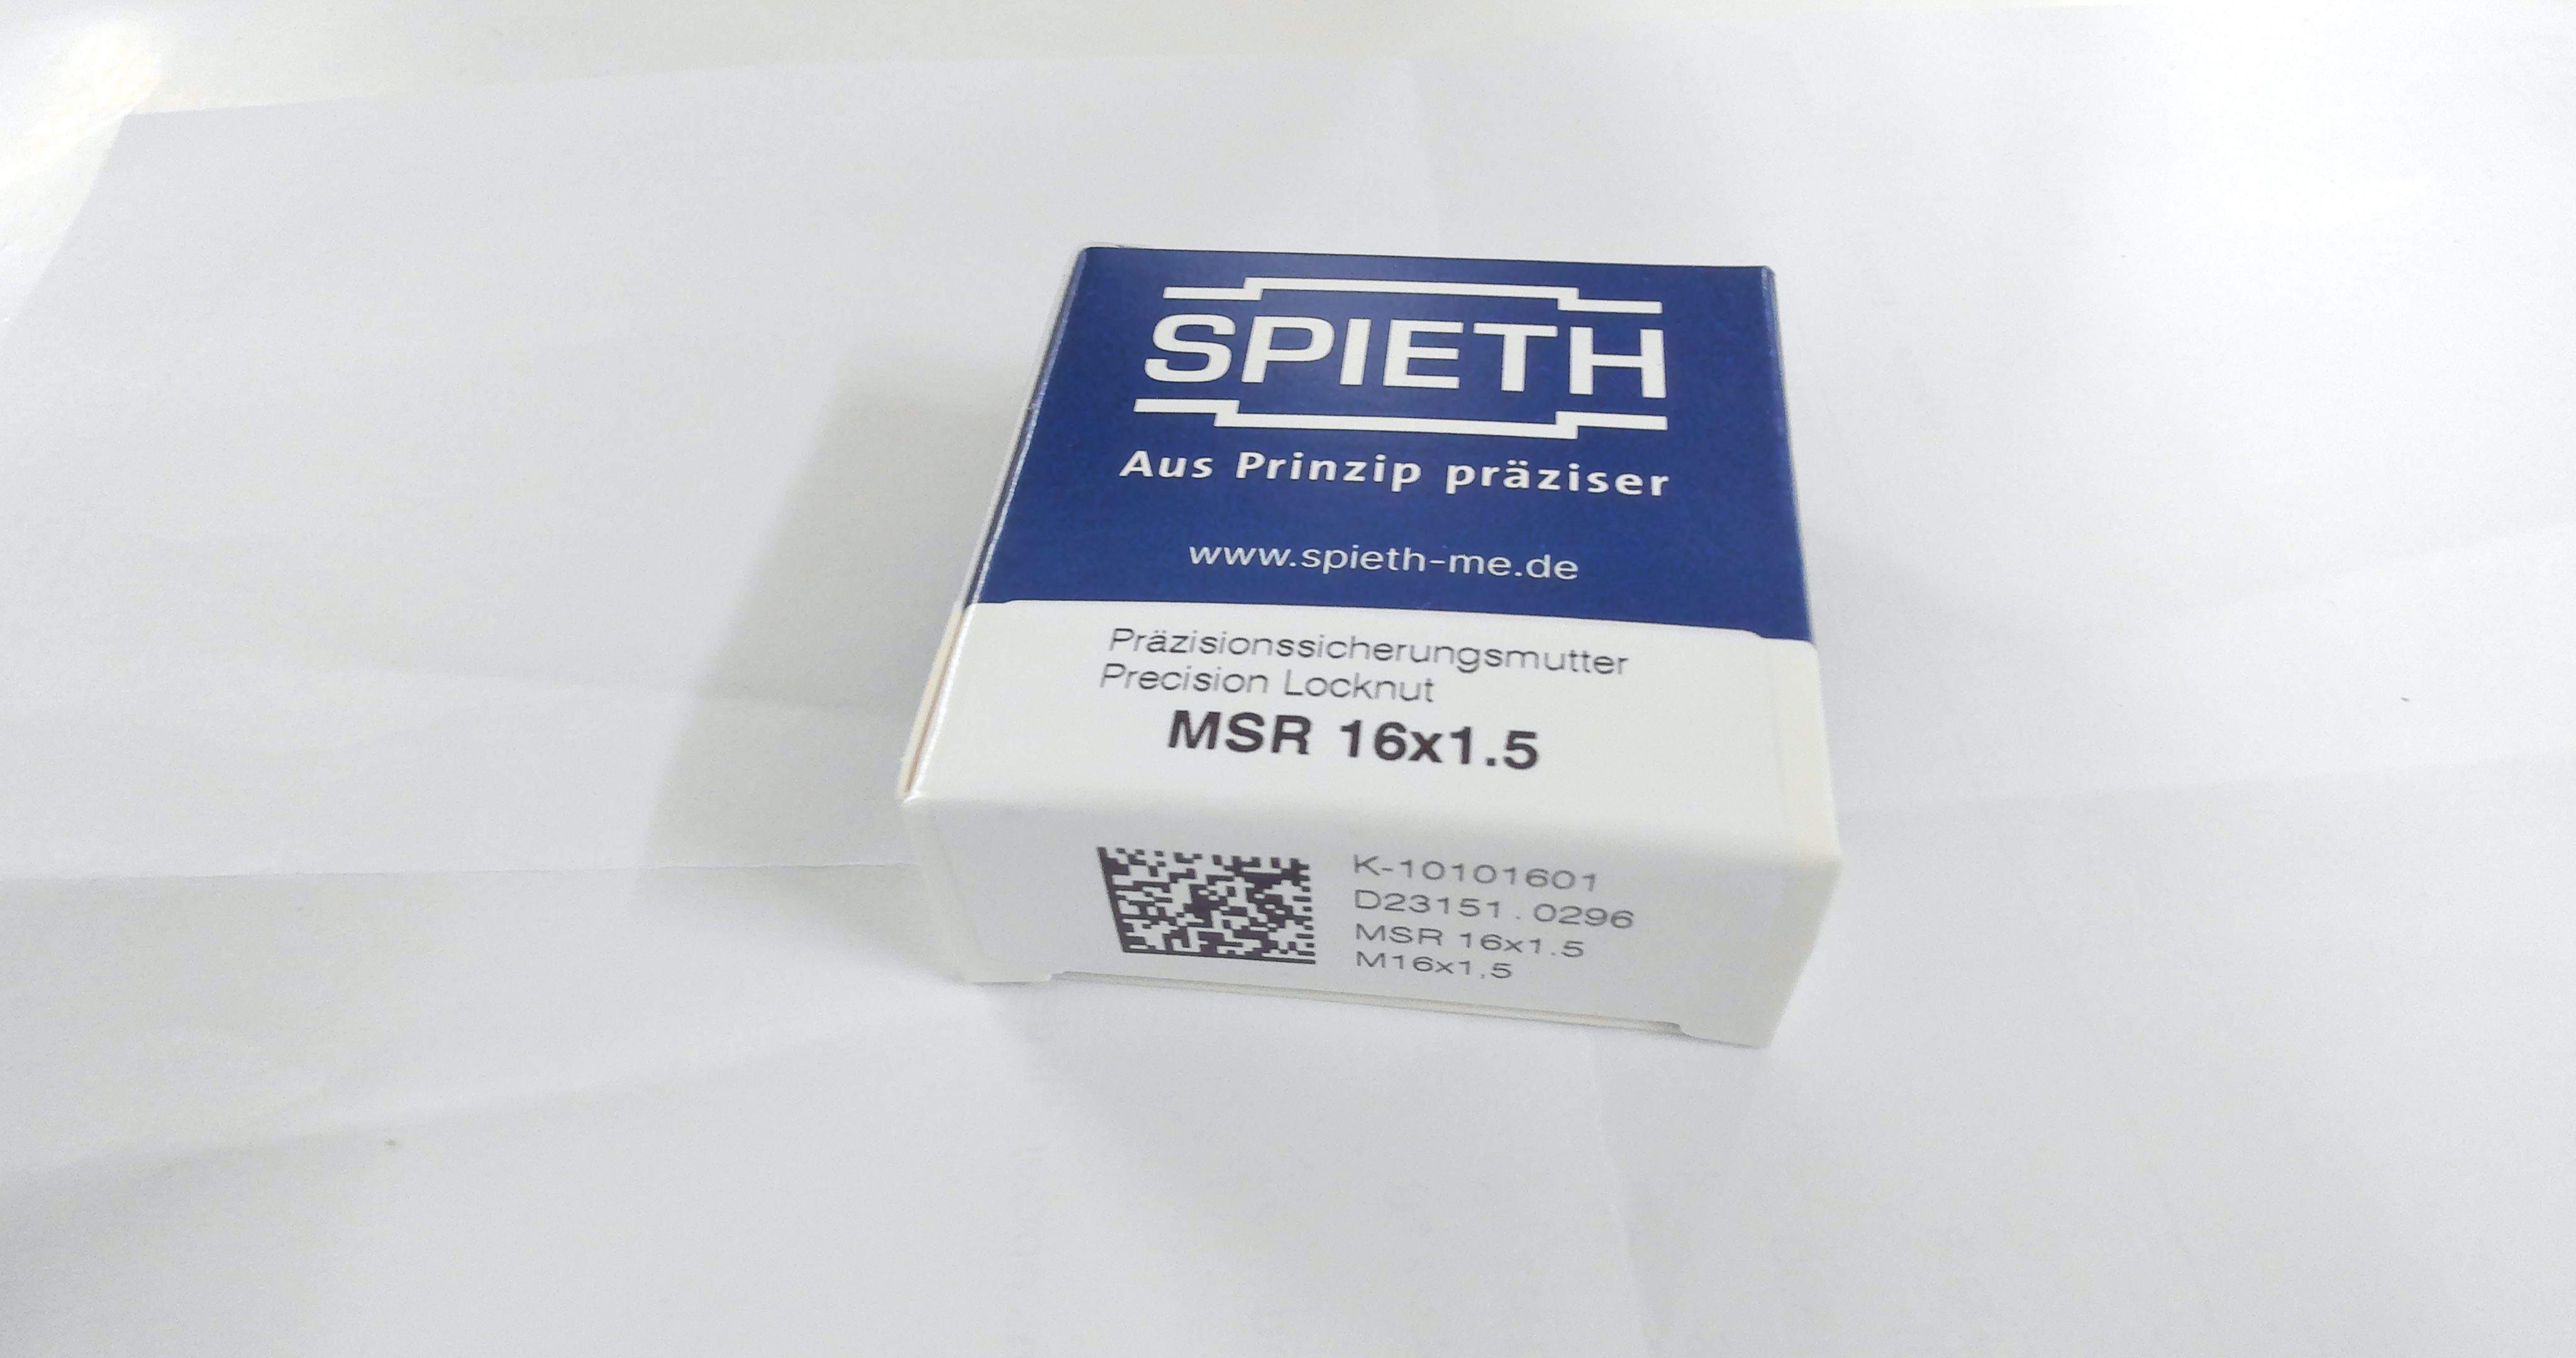 SPIETH
Aus Prinzip präziser
www.spieth-me.de
Präzisionssicherungsmutter
Precision Locknut
MSR 16x1.5
K-10101601
D23151.0296
MSR 16x1.5
M16x1,5